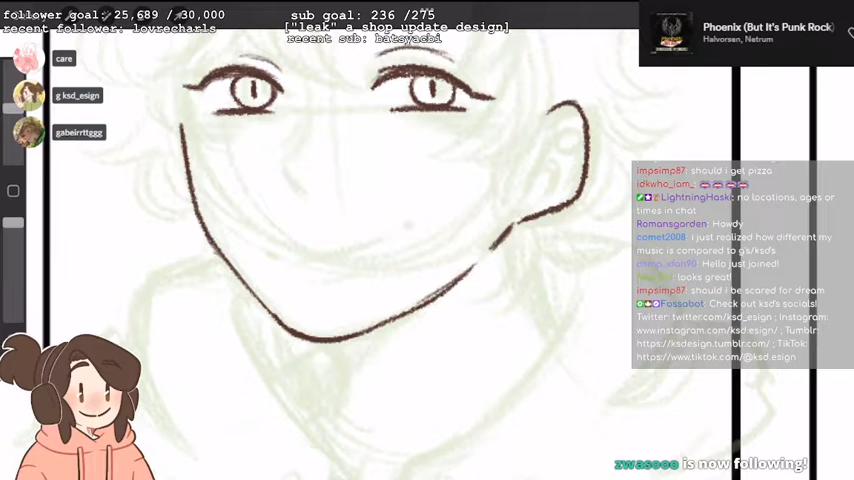 follower goal: 25,689 / 30,000
recent follower: lovrecharls
sub goal: 236 /275
["leak" a shop update design]
recent sub: batsyacbi
Phoenix (But It's Punk Rock
Halvorsen, Netrum
care
g ksd_esign
gabeirrttggg
impsimp87: should i get pizza
idkwho_iam_:
LightningHask: no locations, ages or
times in chat
Romansgarden: Howdy
comet2008: i just realized how different my
music is compared to g's/ksd's
Hello just joined!
looks great!
impsimp87: should i be scared for dream
Fossabot: Check out ksd's socials!
Twitter: twitter.com/ksd_esign ; Instagram:
www.instagram.com/ksd.esign/ ; Tumblr:
https://ksdesign.tumblr.com/ ; TikTok:
https://www.tiktok.com/@ksd.esign
zwasooo is now following!